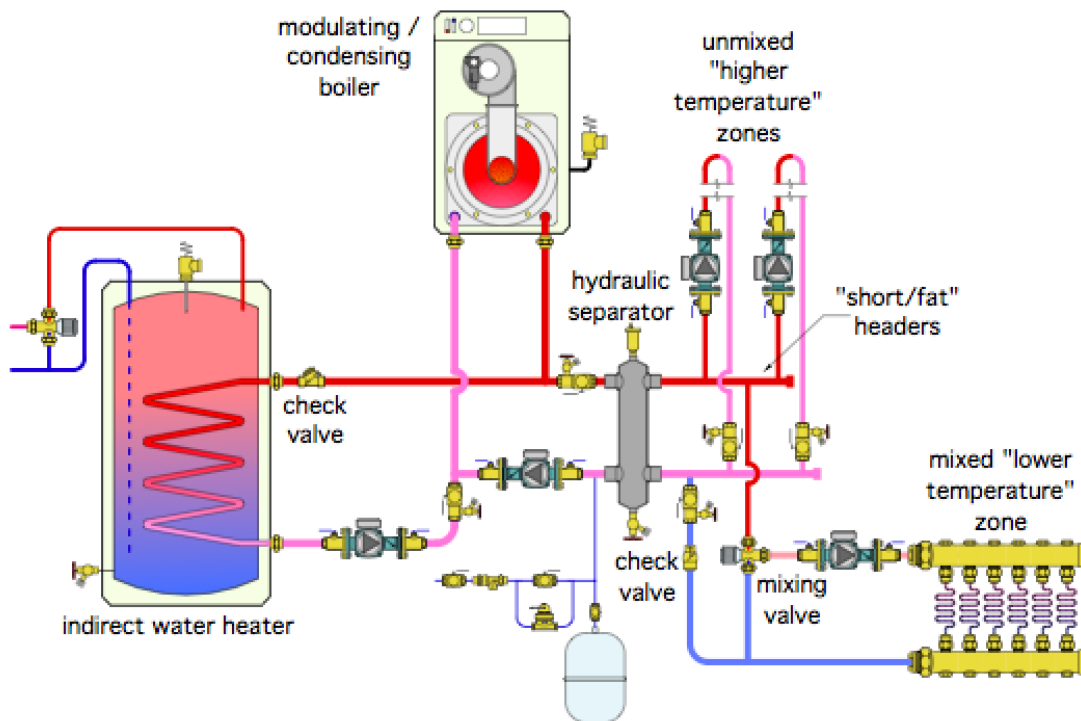 modulating /
condensing
boiler
unmixed
"higher
temperature"
zones
hydraulic
separator
"short/fat"
headers
check
valve
mixed "lower
temperature"
zone
check
valve
mixing
valve
indirect water heater